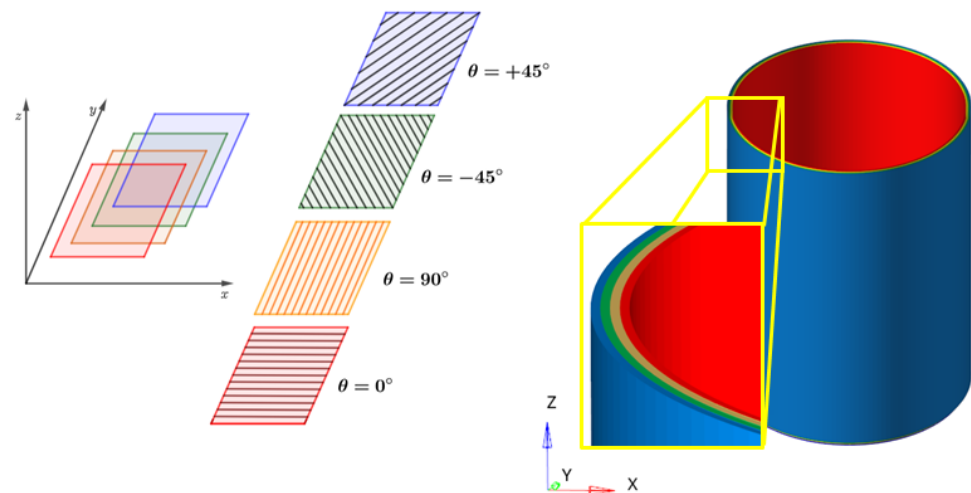 θ = +45°
z
y
θ = −45°
θ = 90°
x
θ = 0°
Z
Y
X